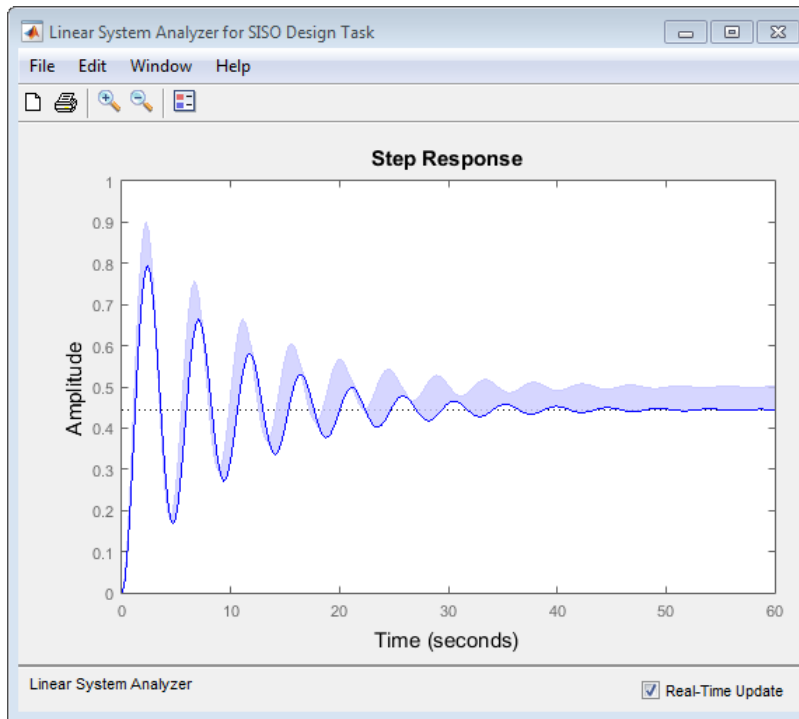 Linear System Analyzer for SISO Design Task
File Edit Window Help
Step Response
1
0.9
0.8
0.7
0.6
0.5
0.4
0.3
0.2
0.1
0
Amplitude
0 10 20 30 40 50 60
Time (seconds)
Linear System Analyzer
Real-Time Update